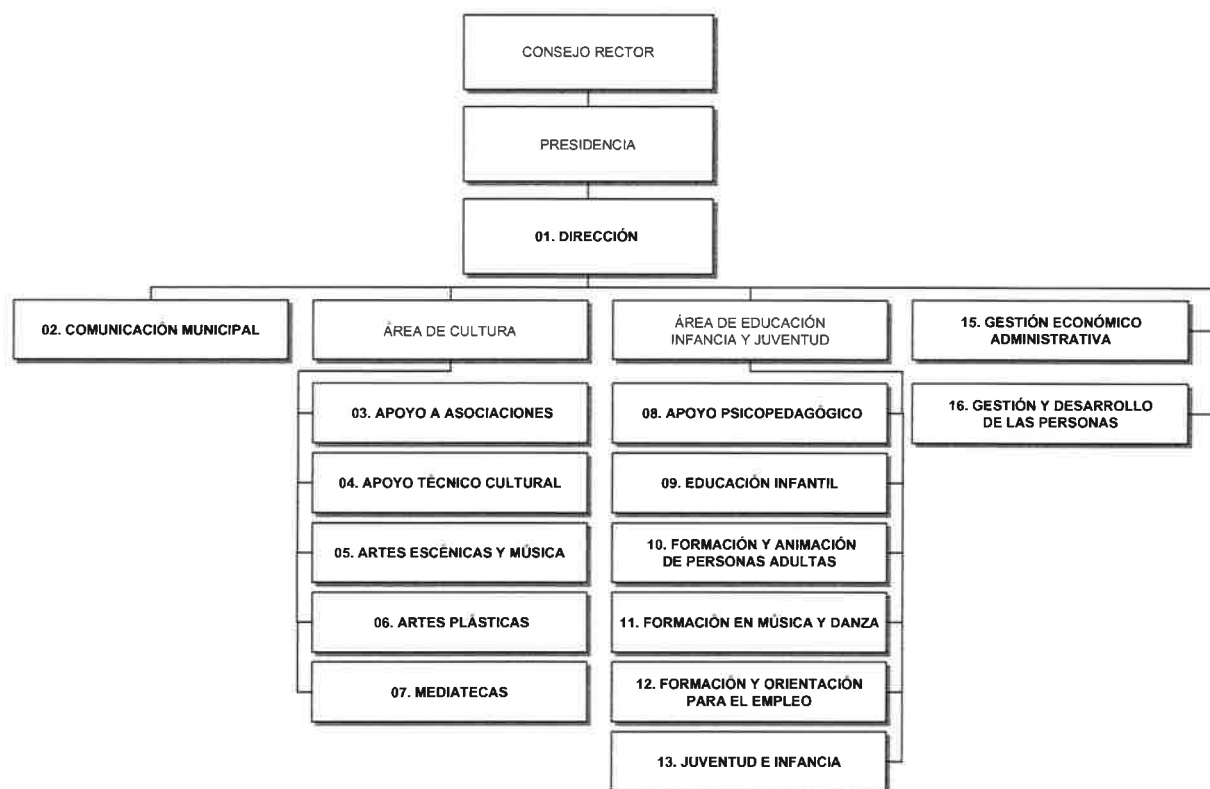 CONSEJO RECTOR
PRESIDENCIA
01. DIRECCIÓN
02. COMUNICACIÓN MUNICIPAL
ÁREA DE CULTURA
ÁREA DE EDUCACIÓN
INFANCIA Y JUVENTUD
15. GESTIÓN ECONÓMICO
ADMINISTRATIVA
03. APOYO A ASOCIACIONES
08. APOYO PSICOPEDAGÓGICO
16. GESTIÓN Y DESARROLLO
DE LAS PERSONAS
04. APOYO TÉCNICO CULTURAL
09. EDUCACIÓN INFANTIL
05. ARTES ESCÉNICAS Y MÚSICA
10. FORMACIÓN Y ANIMACIÓN
DE PERSONAS ADULTAS
06. ARTES PLÁSTICAS
11. FORMACIÓN EN MÚSICA Y DANZA
07. MEDIATECAS
12. FORMACIÓN Y ORIENTACIÓN
PARA EL EMPLEO
13. JUVENTUD E INFANCIA